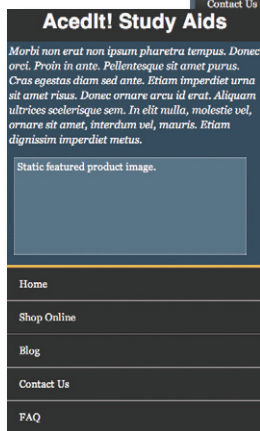 Contact Us
AcedIt! Study Aids
Morbi non erat non ipsum pharetra tempus. Donec
orci. Proin in ante. Pellentesque sit amet purus.
Cras egestas diam sed ante. Etiam imperdiet urna
sit amet risus. Donec ornare arcu id erat. Aliquam
ultrices scelerisque sem. In elit nulla, molestie vel,
ornare sit amet, interdum vel, mauris. Etiam
dignissim imperdiet metus.
Static featured product image.
Home
Shop Online
Blog
Contact Us
FAQ